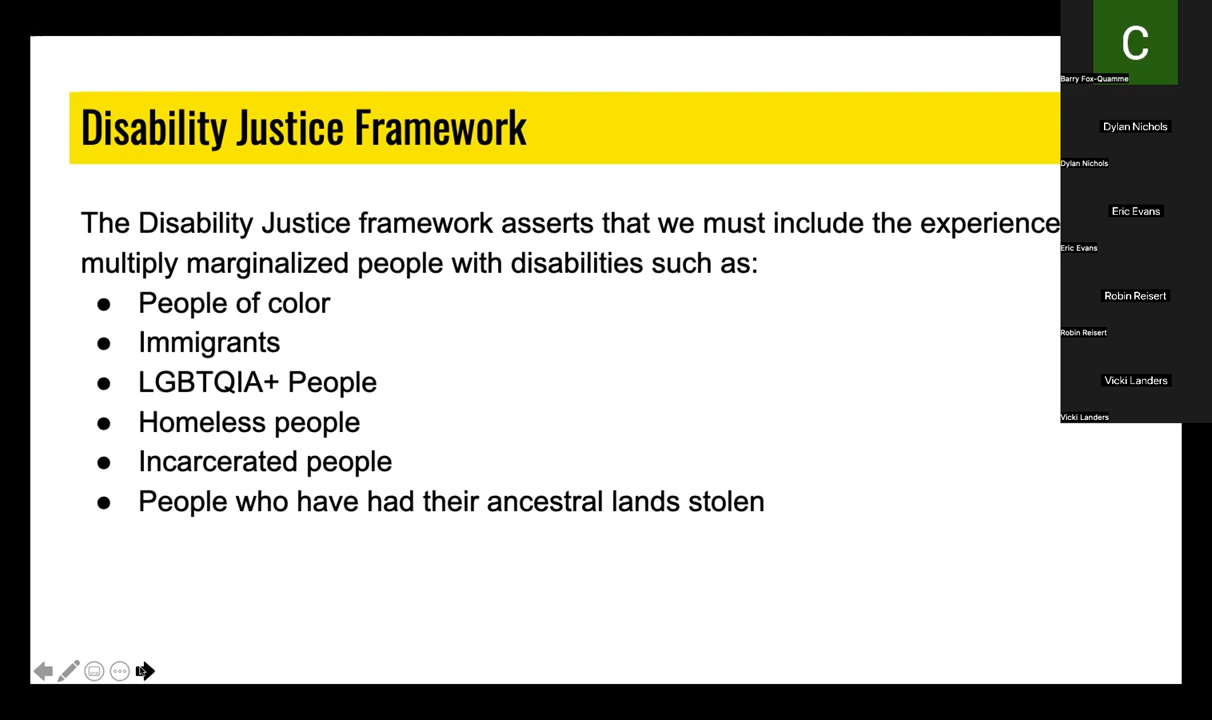 Disability Justice Framework
The Disability Justice framework asserts that we must include the experience
multiply marginalized people with disabilities such as:
● People of color
● Immigrants
● LGBTQIA+ People
● Homeless people
● Incarcerated people
● People who have had their ancestral lands stolen
C
Barry Fox-Quamme
Dylan Nichols
Dylan Nichols
Eric Evans
Eric Evans
Robin Reisert
Robin Reisert
Vicki Landers
Vicki Landers